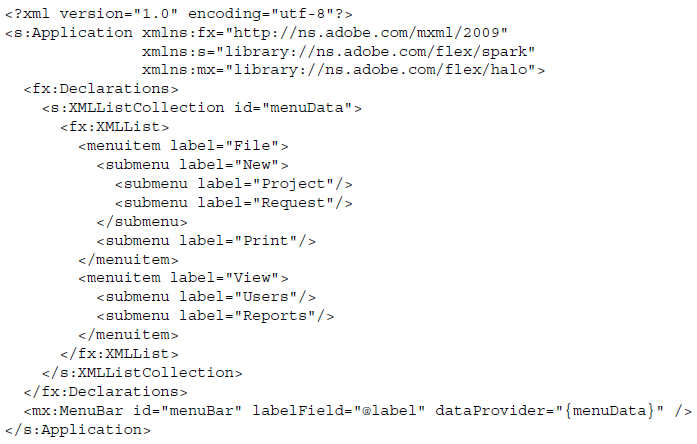 <?xml version="1.0" encoding="utf-8"?>
<s:Application xmlns:fx="http://ns.adobe.com/mxml/2009"
               xmlns:s="library://ns.adobe.com/flex/spark"
               xmlns:mx="library://ns.adobe.com/flex/halo">
  <fx:Declarations>
    <s:XMLListCollection id="menuData">
      <fx:XMLList>
        <menuitem label="File">
          <submenu label="New">
            <submenu label="Project"/>
            <submenu label="Request"/>
          </submenu>
          <submenu label="Print"/>
        </menuitem>
        <menuitem label="View">
          <submenu label="Users"/>
          <submenu label="Reports"/>
        </menuitem>
      </fx:XMLList>
    </s:XMLListCollection>
  </fx:Declarations>
  <mx:MenuBar id="menuBar" labelField="@label" dataProvider="{menuData}" />
</s:Application>